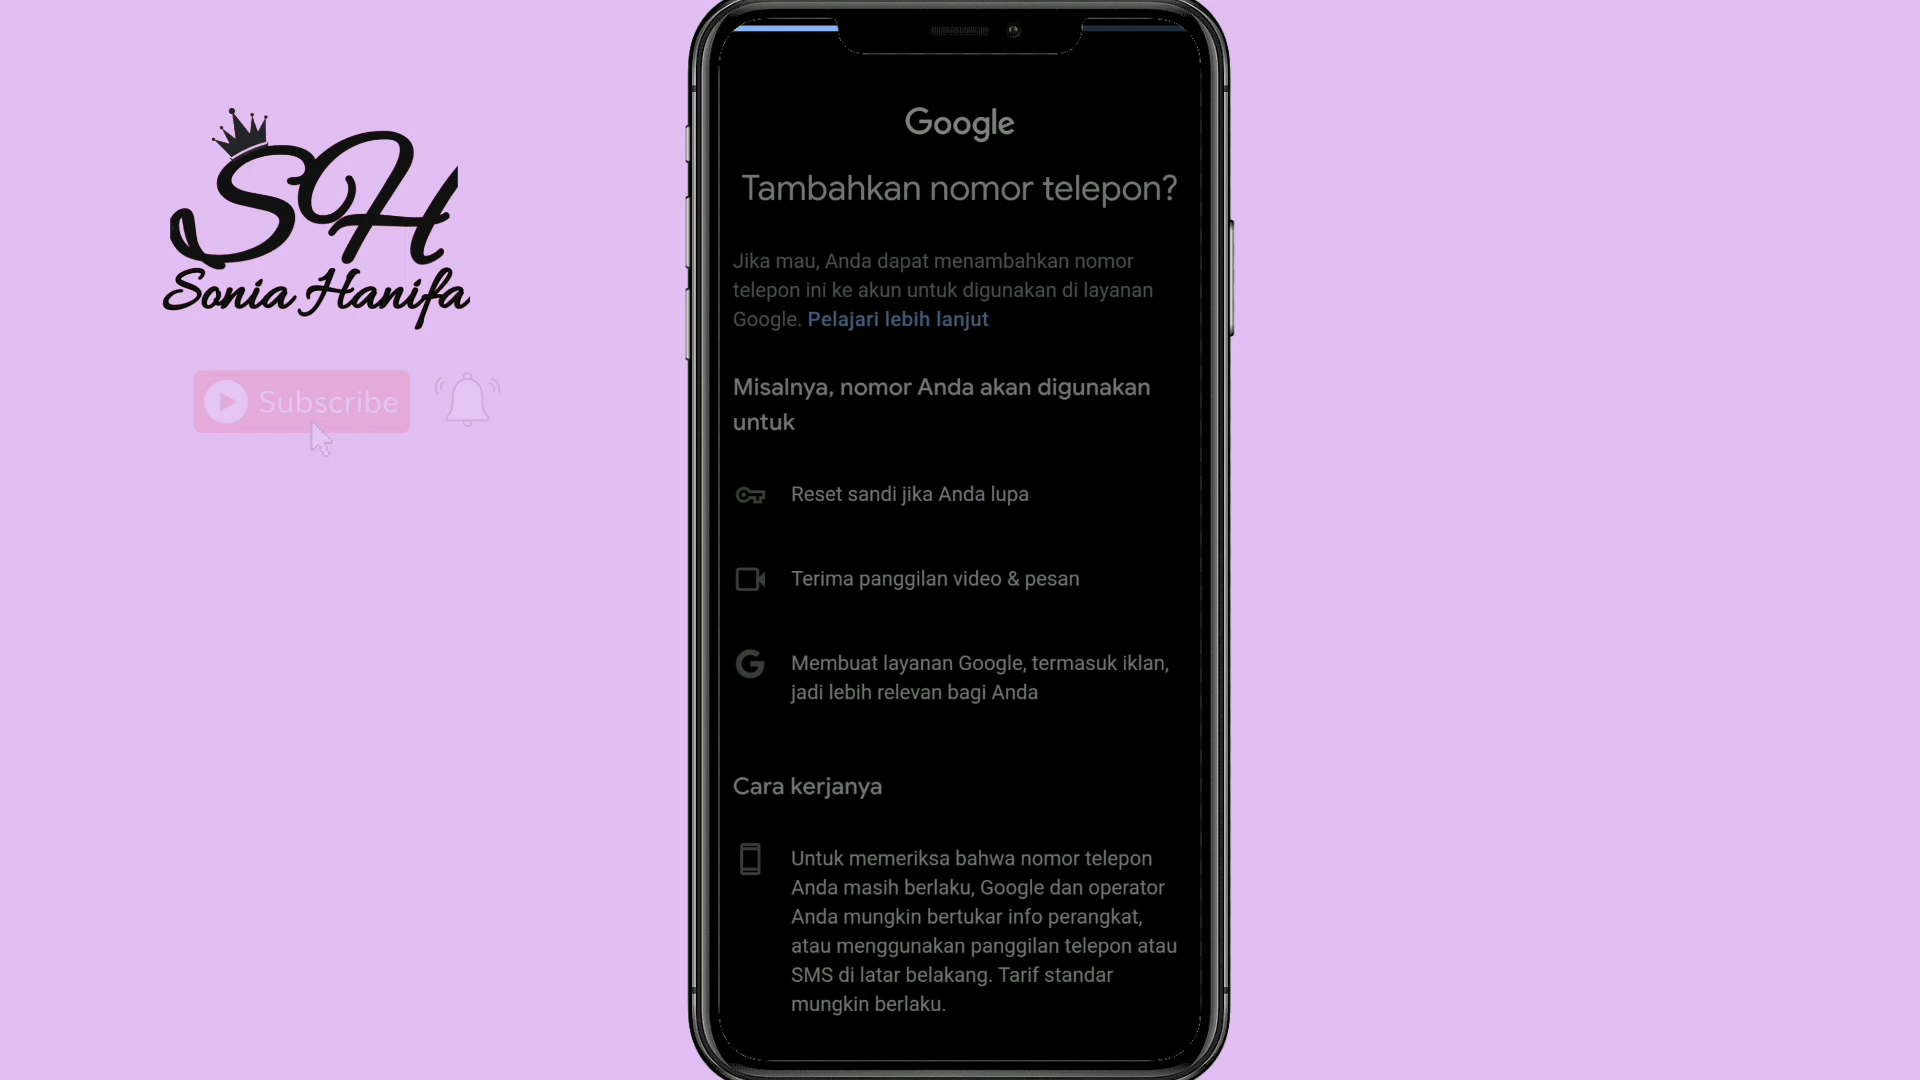 SH
Sonia Hanifa
Subscribe
Google
Tambahkan nomor telepon?
Jika mau, Anda dapat menambahkan nomor
telepon ini ke akun untuk digunakan di layanan
Google. Pelajari lebih lanjut
Misalnya, nomor Anda akan digunakan
untuk
Reset sandi jika Anda lupa
Terima panggilan video & pesan
G
Membuat layanan Google, termasuk iklan,
jadi lebih relevan bagi Anda
Cara kerjanya
Untuk memeriksa bahwa nomor telepon
Anda masih berlaku, Google dan operator
Anda mungkin bertukar info perangkat,
atau menggunakan panggilan telepon atau
SMS di latar belakang. Tarif standar
mungkin berlaku.